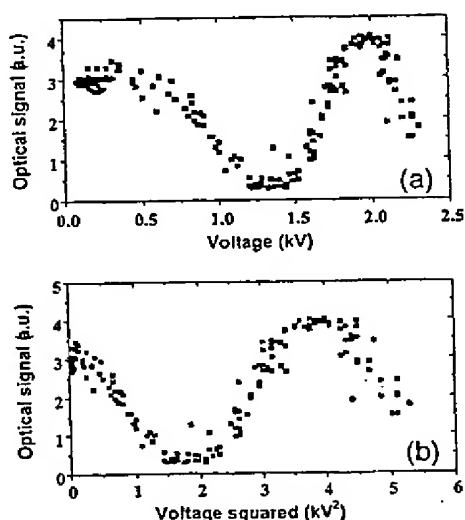 Optical signal (a.u.)
4
3
2
1
0
(a)
0.0 0.5 1.0 1.5 2.0 2.5
Voltage (kV)
Optical signal (a.u.)
5
4
3
2
1
0
(b)
0 1 2 3 4 5 6
Voltage squared (kV²)